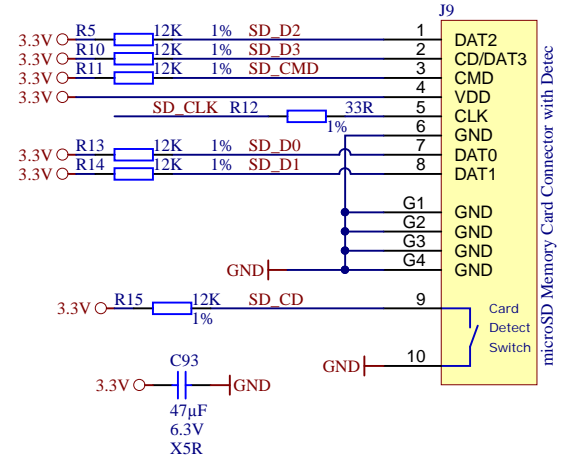 J9
R5 12K 1% SD_D2 1 DAT2
3.3V
R10 12K 1% SD_D3 2 CD/DAT3
3.3V
R11 12K 1% SD_CMD 3 CMD
3.3V
3.3V 4 VDD
SD_CLK R12 33R 5 CLK
1%
6 GND
R13 12K 1% SD_D0 7 DAT0
3.3V
R14 12K 1% SD_D1 8 DAT1
3.3V
G1 GND
G2 GND
G3 GND
G4 GND
GND
microSD Memory Card Connector with Detec
R15 12K SD_CD 9
3.3V
1%
Card
Detect
Switch
GND 10
C93
3.3V GND
47µF
6.3V
X5R